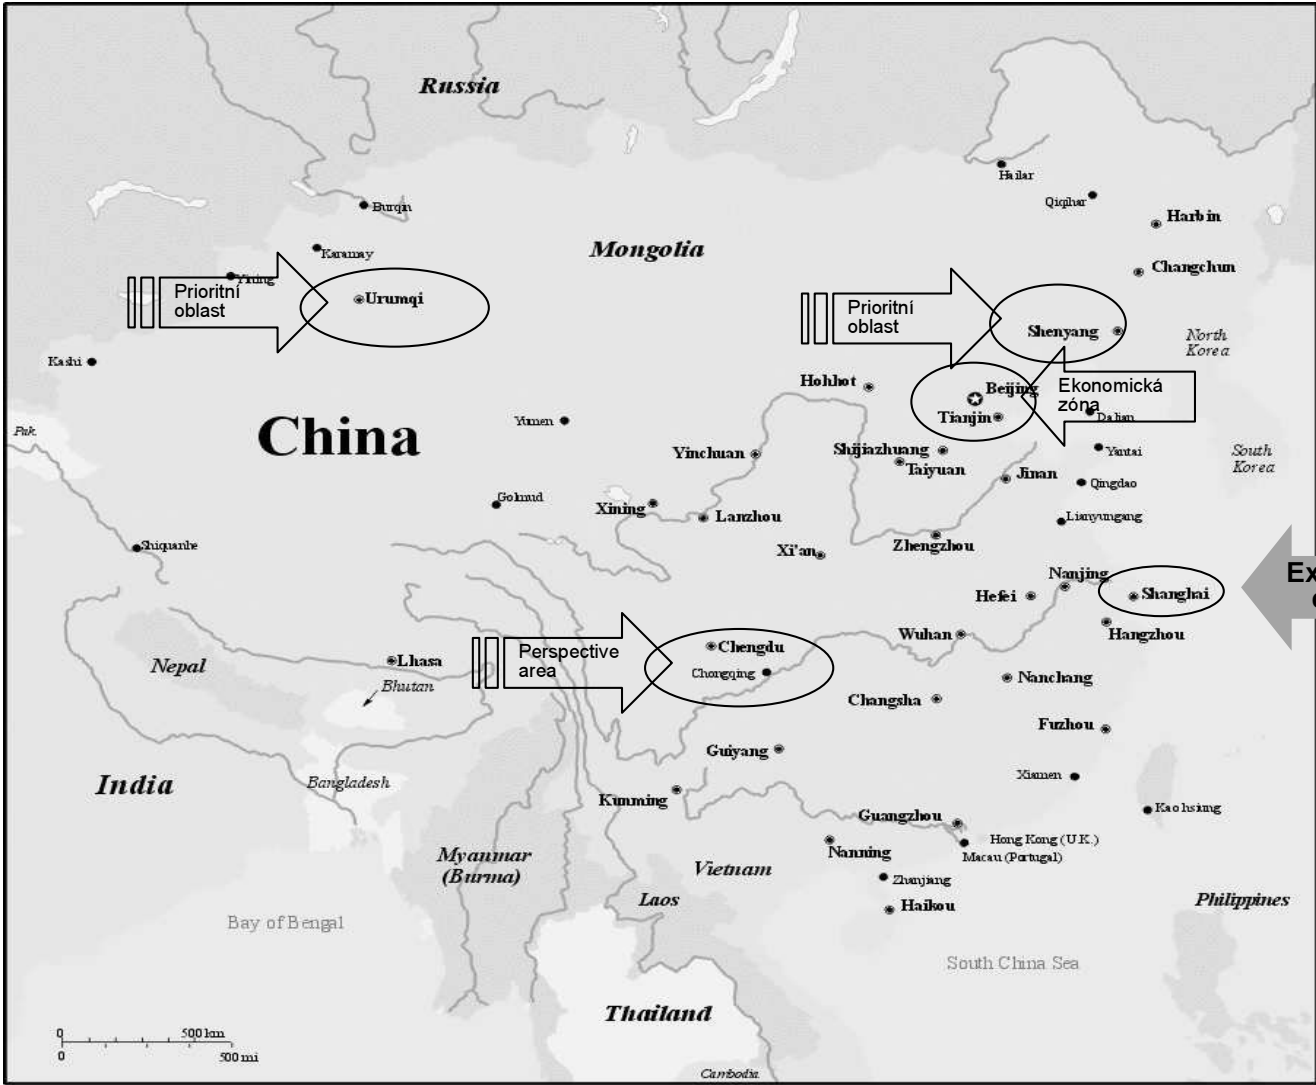 Russia
Hailar
Qiqihar
Harbin
Burqin
Mongolia
Karamay
Changchun
Yining
Prioritní
oblast
Urumqi
Prioritní
oblast
Shenyang
North
Korea
Kashi
Hohhot
Beijing
Ekonomická
zóna
Tianjin
Dalian
China
Yumen
Pak.
Yinchuan
Shijiazhuang
Taiyuan
Yantai
South
Korea
Jinan
Qingdao
Golmud
Xining
Lanzhou
Lianyungang
Shiquanhe
Xi'an
Zhengzhou
Nanjing
Ex
Hefei
Shanghai
Wuhan
Hangzhou
Nepal
Lhasa
Perspective
area
Chengdu
Chongqing
Bhutan
Nanchang
Changsha
Fuzhou
Guiyang
India
Bangladesh
Xiamen
Kunming
Kaohsiung
Guangzhou
Hong Kong (U.K.)
Macau (Portugal)
Myanmar
(Burma)
Nanning
Vietnam
Zhanjiang
Laos
Haikou
Philippines
Bay of Bengal
South China Sea
Thailand
0 500 km
0 500 mi
Cambodia